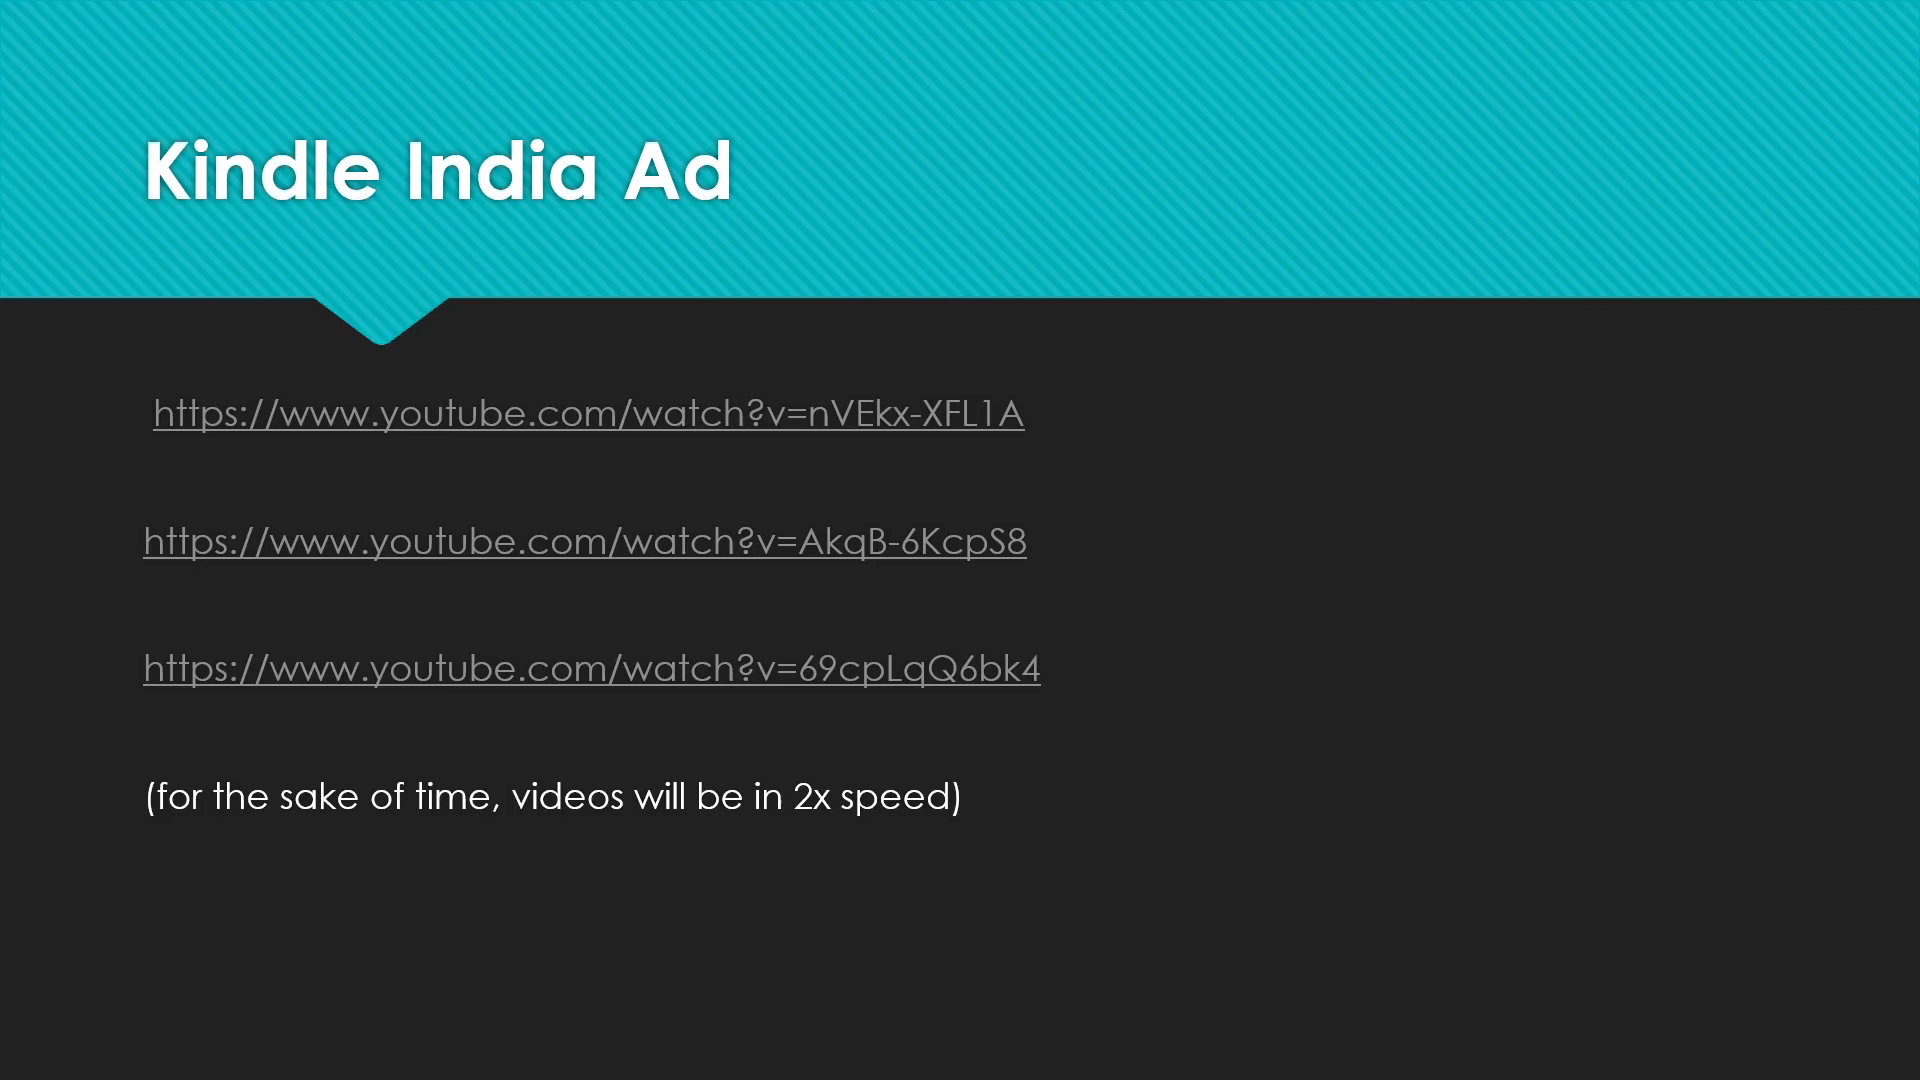 Kindle India Ad
https://www.youtube.com/watch?v=nVEkx-XFL1A
https://www.youtube.com/watch?v=AkqB-6KcpS8
https://www.youtube.com/watch?v=69cpLqQ6bk4
(for the sake of time, videos will be in 2x speed)